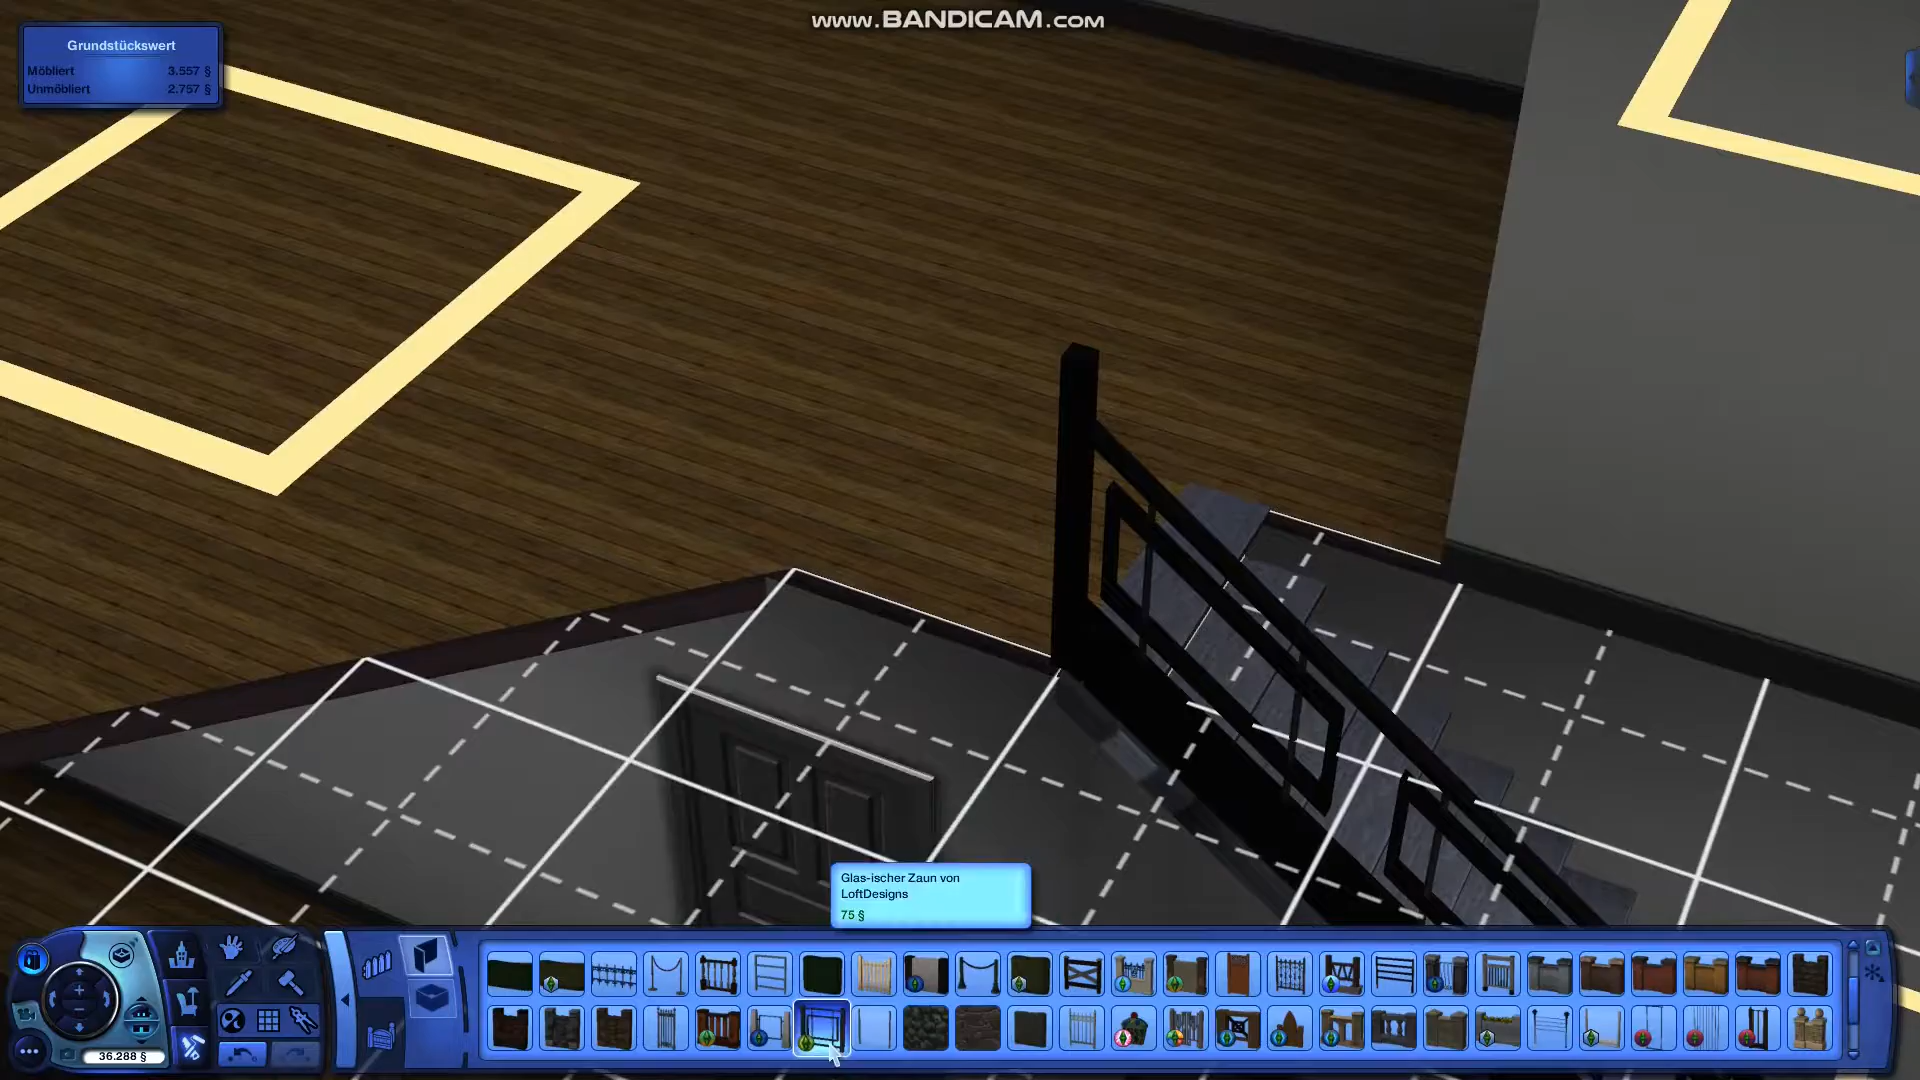 www.BANDICAM.com
Grundstückswert
Möbliert 3.557 §
Unmöbliert 2.757 §
Glas-ischer Zaun von
LoftDesigns
75 §
36.288 §